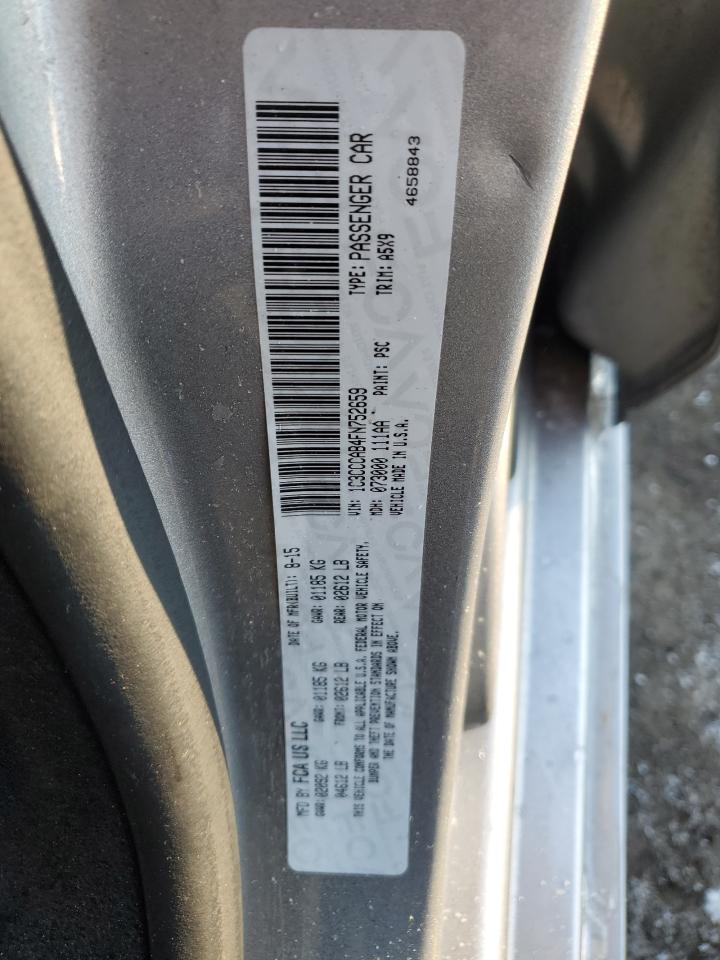 MFD BY FCA US LLC DATE OF MFR(BUILT): 8-15
GVWR: 02092 KG GAWR: 01185 KG GAWR: 01185 KG
04612 LB FRONT: 02612 LB REAR: 02612 LB
THIS VEHICLE CONFORMS TO ALL APPLICABLE U.S.A. FEDERAL MOTOR VEHICLE SAFETY,
BUMPER AND THEFT PREVENTION STANDARDS IN EFFECT ON
DATE OF MANUFACTURE SHOWN ABOVE.
VIN: 1C3CCCAB4FN752659 TYPE: PASSENGER CAR
MDH: 073000 111AA PAINT: PSC TRIM: A5X9
VEHICLE MADE IN U.S.A.
4658843